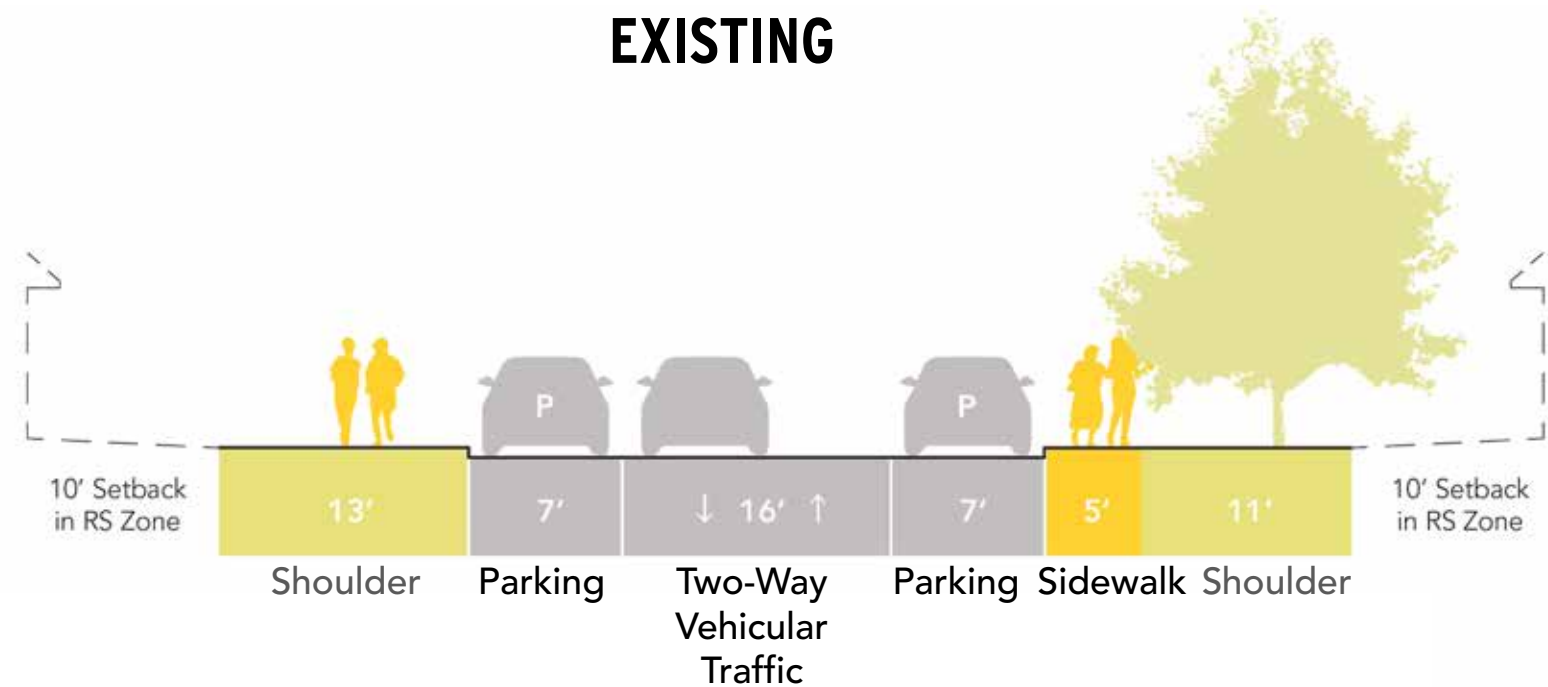 EXISTING
P
P
10' Setback
in RS Zone
13'
7'
↓ 16' ↑
7'
5'
11'
10' Setback
in RS Zone
Shoulder
Parking
Two-Way
Vehicular
Traffic
Parking
Sidewalk
Shoulder